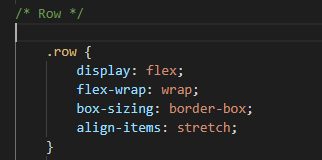 /* Row */
.row {
display: flex;
flex-wrap: wrap;
box-sizing: border-box;
align-items: stretch;
}